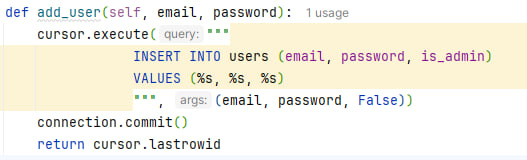 def add_user(self, email, password): 1 usage
cursor.execute( query: """
INSERT INTO users (email, password, is_admin)
VALUES (%s, %s, %s)
""", args: (email, password, False))
connection.commit()
return cursor.lastrowid